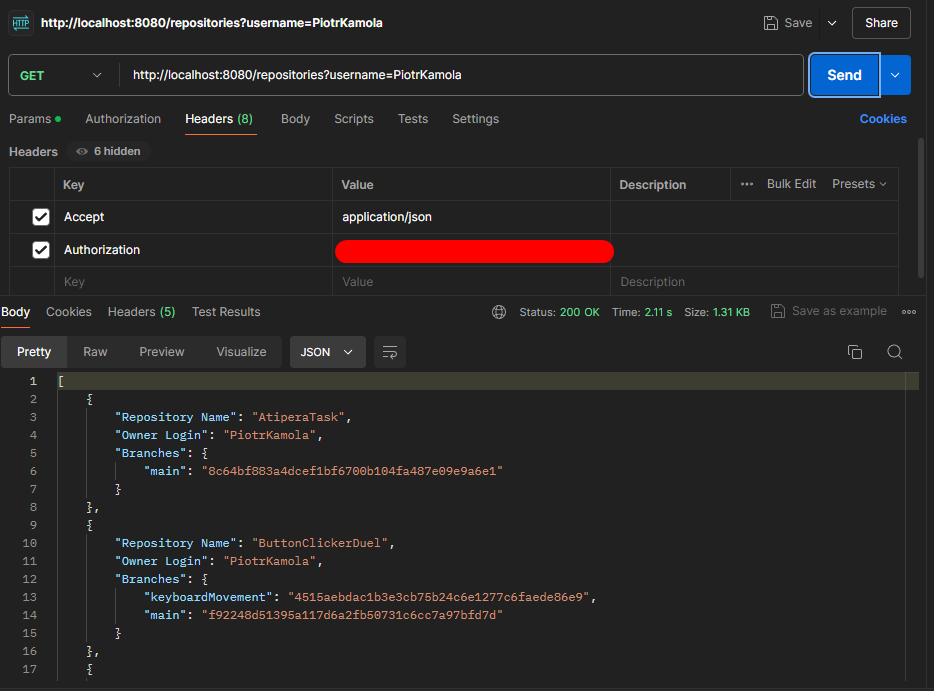 HTTP http://localhost:8080/repositories?username=PiotrKamola Save Share
GET http://localhost:8080/repositories?username=PiotrKamola Send
Params Authorization Headers (8) Body Scripts Tests Settings Cookies
Headers 6 hidden
Key Value Description ••• Bulk Edit Presets
Accept application/json
Authorization
Key Value Description
Body Cookies Headers (5) Test Results Status: 200 OK Time: 2.11 s Size: 1.31 KB Save as example
Pretty Raw Preview Visualize JSON
1 [
2 {
3 "Repository Name": "AtiperaTask",
4 "Owner Login": "PiotrKamola",
5 "Branches": {
6 "main": "8c64bf883a4dcef1bf6700b104fa487e09e9a6e1"
7 }
8 },
9 {
10 "Repository Name": "ButtonClickerDuel",
11 "Owner Login": "PiotrKamola",
12 "Branches": {
13 "keyboardMovement": "4515aebdac1b3e3cb75b24c6e1277c6faede86e9",
14 "main": "f92248d51395a117d6a2fb50731c6cc7a97bfd7d"
15 }
16 },
17 {